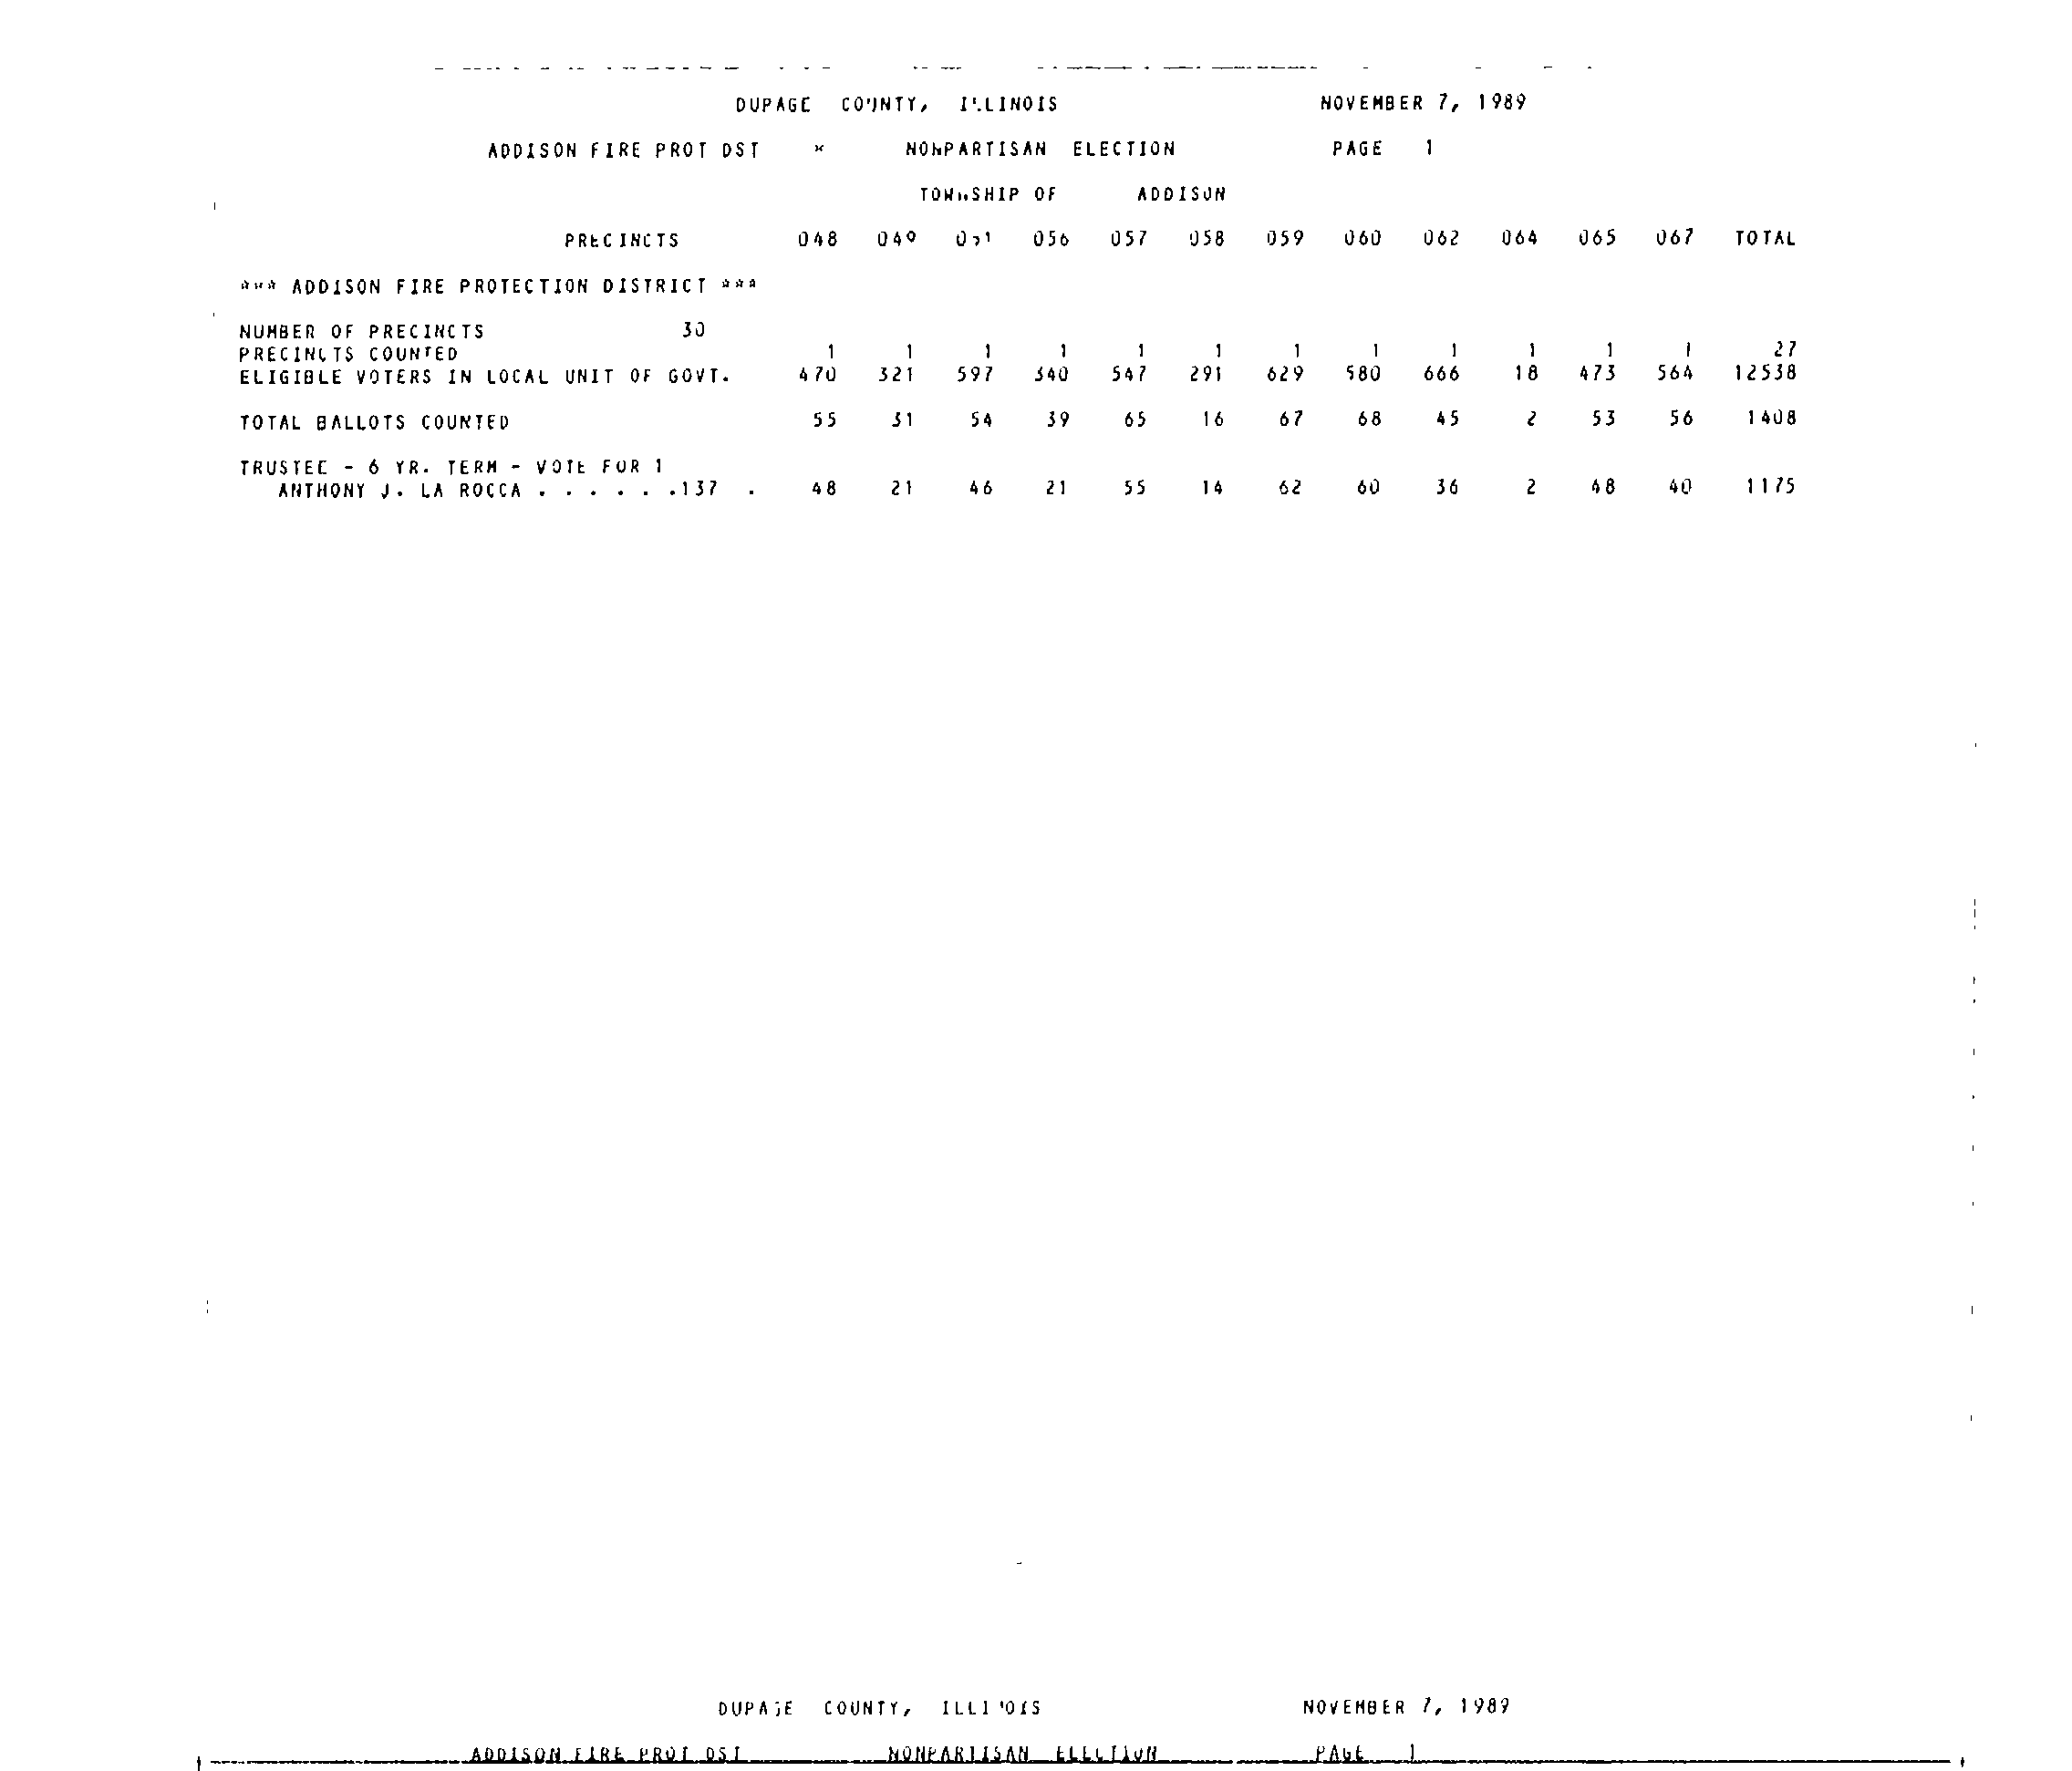 DUPAGE COUNTY, ILLINOIS NOVEMBER 7, 1989
ADDISON FIRE PROT DST * NONPARTISAN ELECTION PAGE 1
TOWNSHIP OF ADDISON
PRECINCTS 048 049 051 056 057 058 059 060 062 064 065 067 TOTAL
*** ADDISON FIRE PROTECTION DISTRICT ***
NUMBER OF PRECINCTS 30
PRECINCTS COUNTED 1 1 1 1 1 1 1 1 1 1 1 1 27
ELIGIBLE VOTERS IN LOCAL UNIT OF GOVT. 470 321 597 340 547 291 629 580 666 18 473 564 12538
TOTAL BALLOTS COUNTED 55 31 54 39 65 16 67 68 45 2 53 56 1408
TRUSTEE - 6 YR. TERM - VOTE FOR 1
ANTHONY J. LA ROCCA . . . . . .137 . 48 21 46 21 55 14 62 60 36 2 48 40 1175
DUPAGE COUNTY, ILLINOIS NOVEMBER 7, 1989
ADDISON FIRE PROT DST NONPARTISAN ELECTION PAGE 1